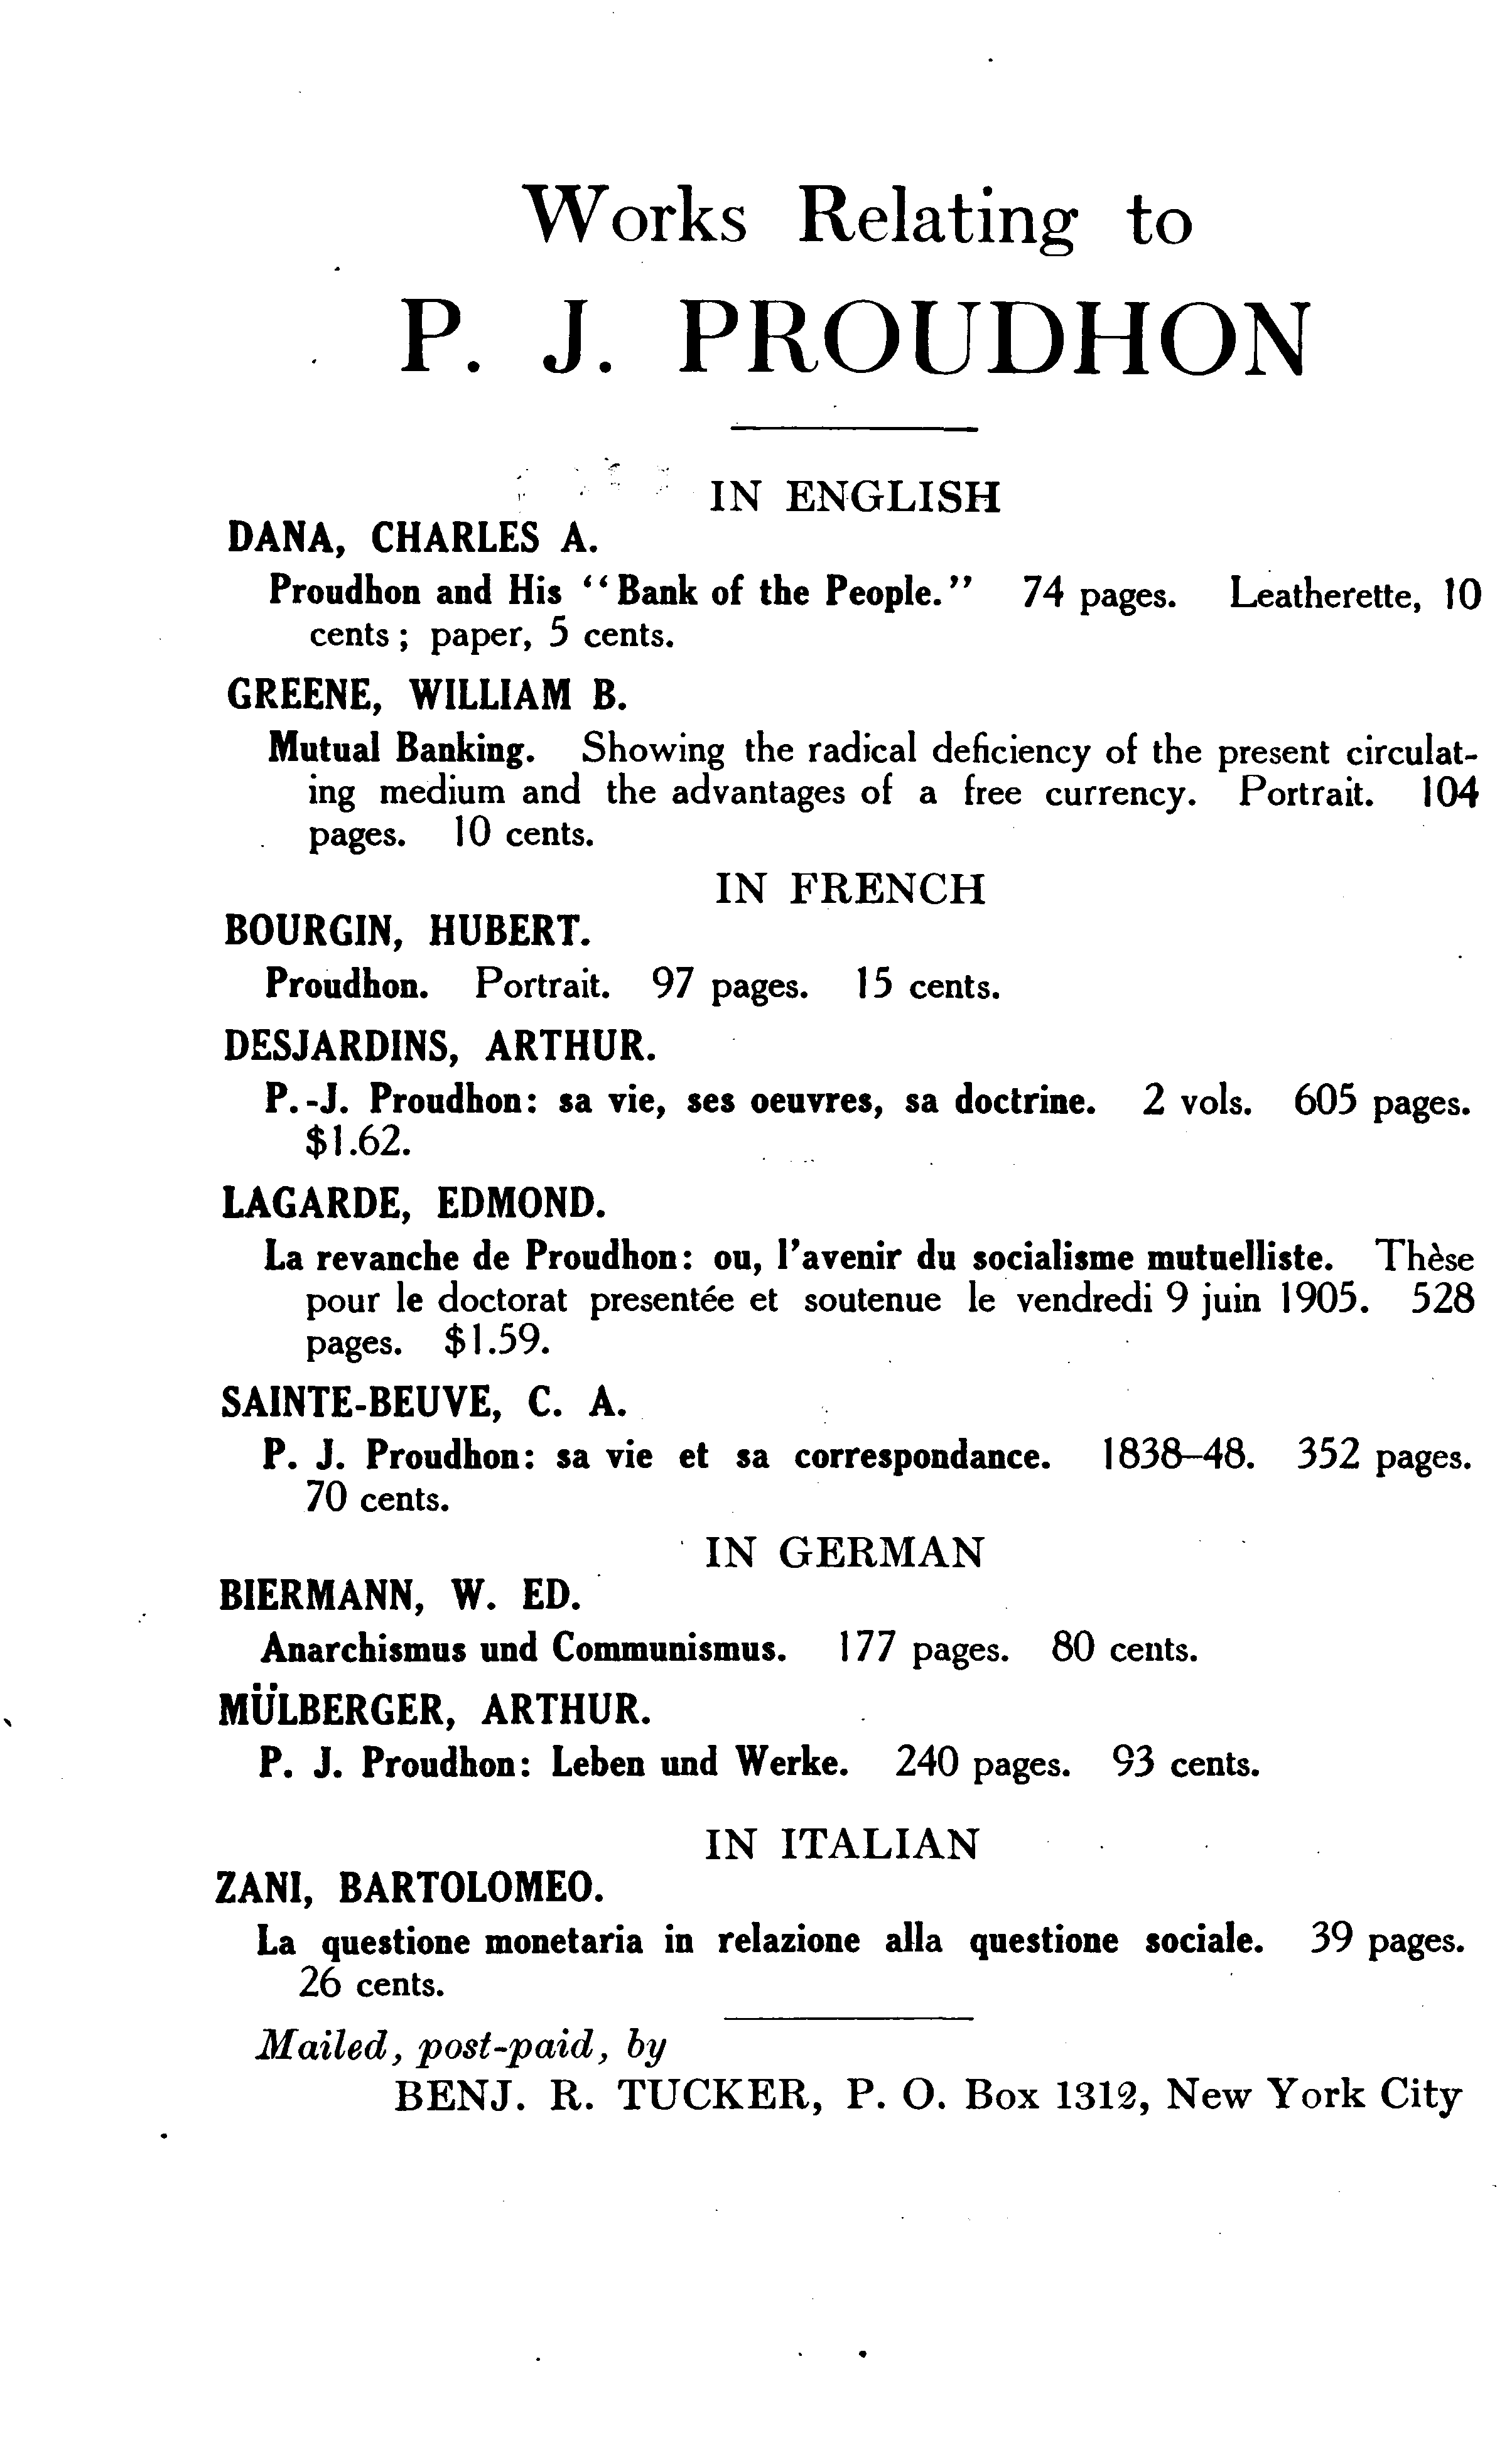 Works Relating to
P. J. PROUDHON
IN ENGLISH
DANA, CHARLES A.
Proudhon and His "Bank of the People." 74 pages. Leatherette, 10
cents; paper, 5 cents.
GREENE, WILLIAM B.
Mutual Banking. Showing the radical deficiency of the present circulat-
ing medium and the advantages of a free currency. Portrait. 104
pages. 10 cents.
IN FRENCH
BOURGIN, HUBERT.
Proudhon. Portrait. 97 pages. 15 cents.
DESJARDINS, ARTHUR.
P.-J. Proudhon: sa vie, ses oeuvres, sa doctrine. 2 vols. 605 pages.
$1.62.
LAGARDE, EDMOND.
La revanche de Proudhon: ou, l'avenir du socialisme mutuelliste. Thèse
pour le doctorat presentée et soutenue le vendredi 9 juin 1905. 528
pages. $1.59.
SAINTE-BEUVE, C. A.
P. J. Proudhon: sa vie et sa correspondance. 1838–48. 352 pages.
70 cents.
IN GERMAN
BIERMANN, W. ED.
Anarchismus und Communismus. 177 pages. 80 cents.
MÜLBERGER, ARTHUR.
P. J. Proudhon: Leben und Werke. 240 pages. 93 cents.
IN ITALIAN
ZANI, BARTOLOMEO.
La questione monetaria in relazione alla questione sociale. 39 pages.
26 cents.
Mailed, post-paid, by
BENJ. R. TUCKER, P. O. Box 1312, New York City